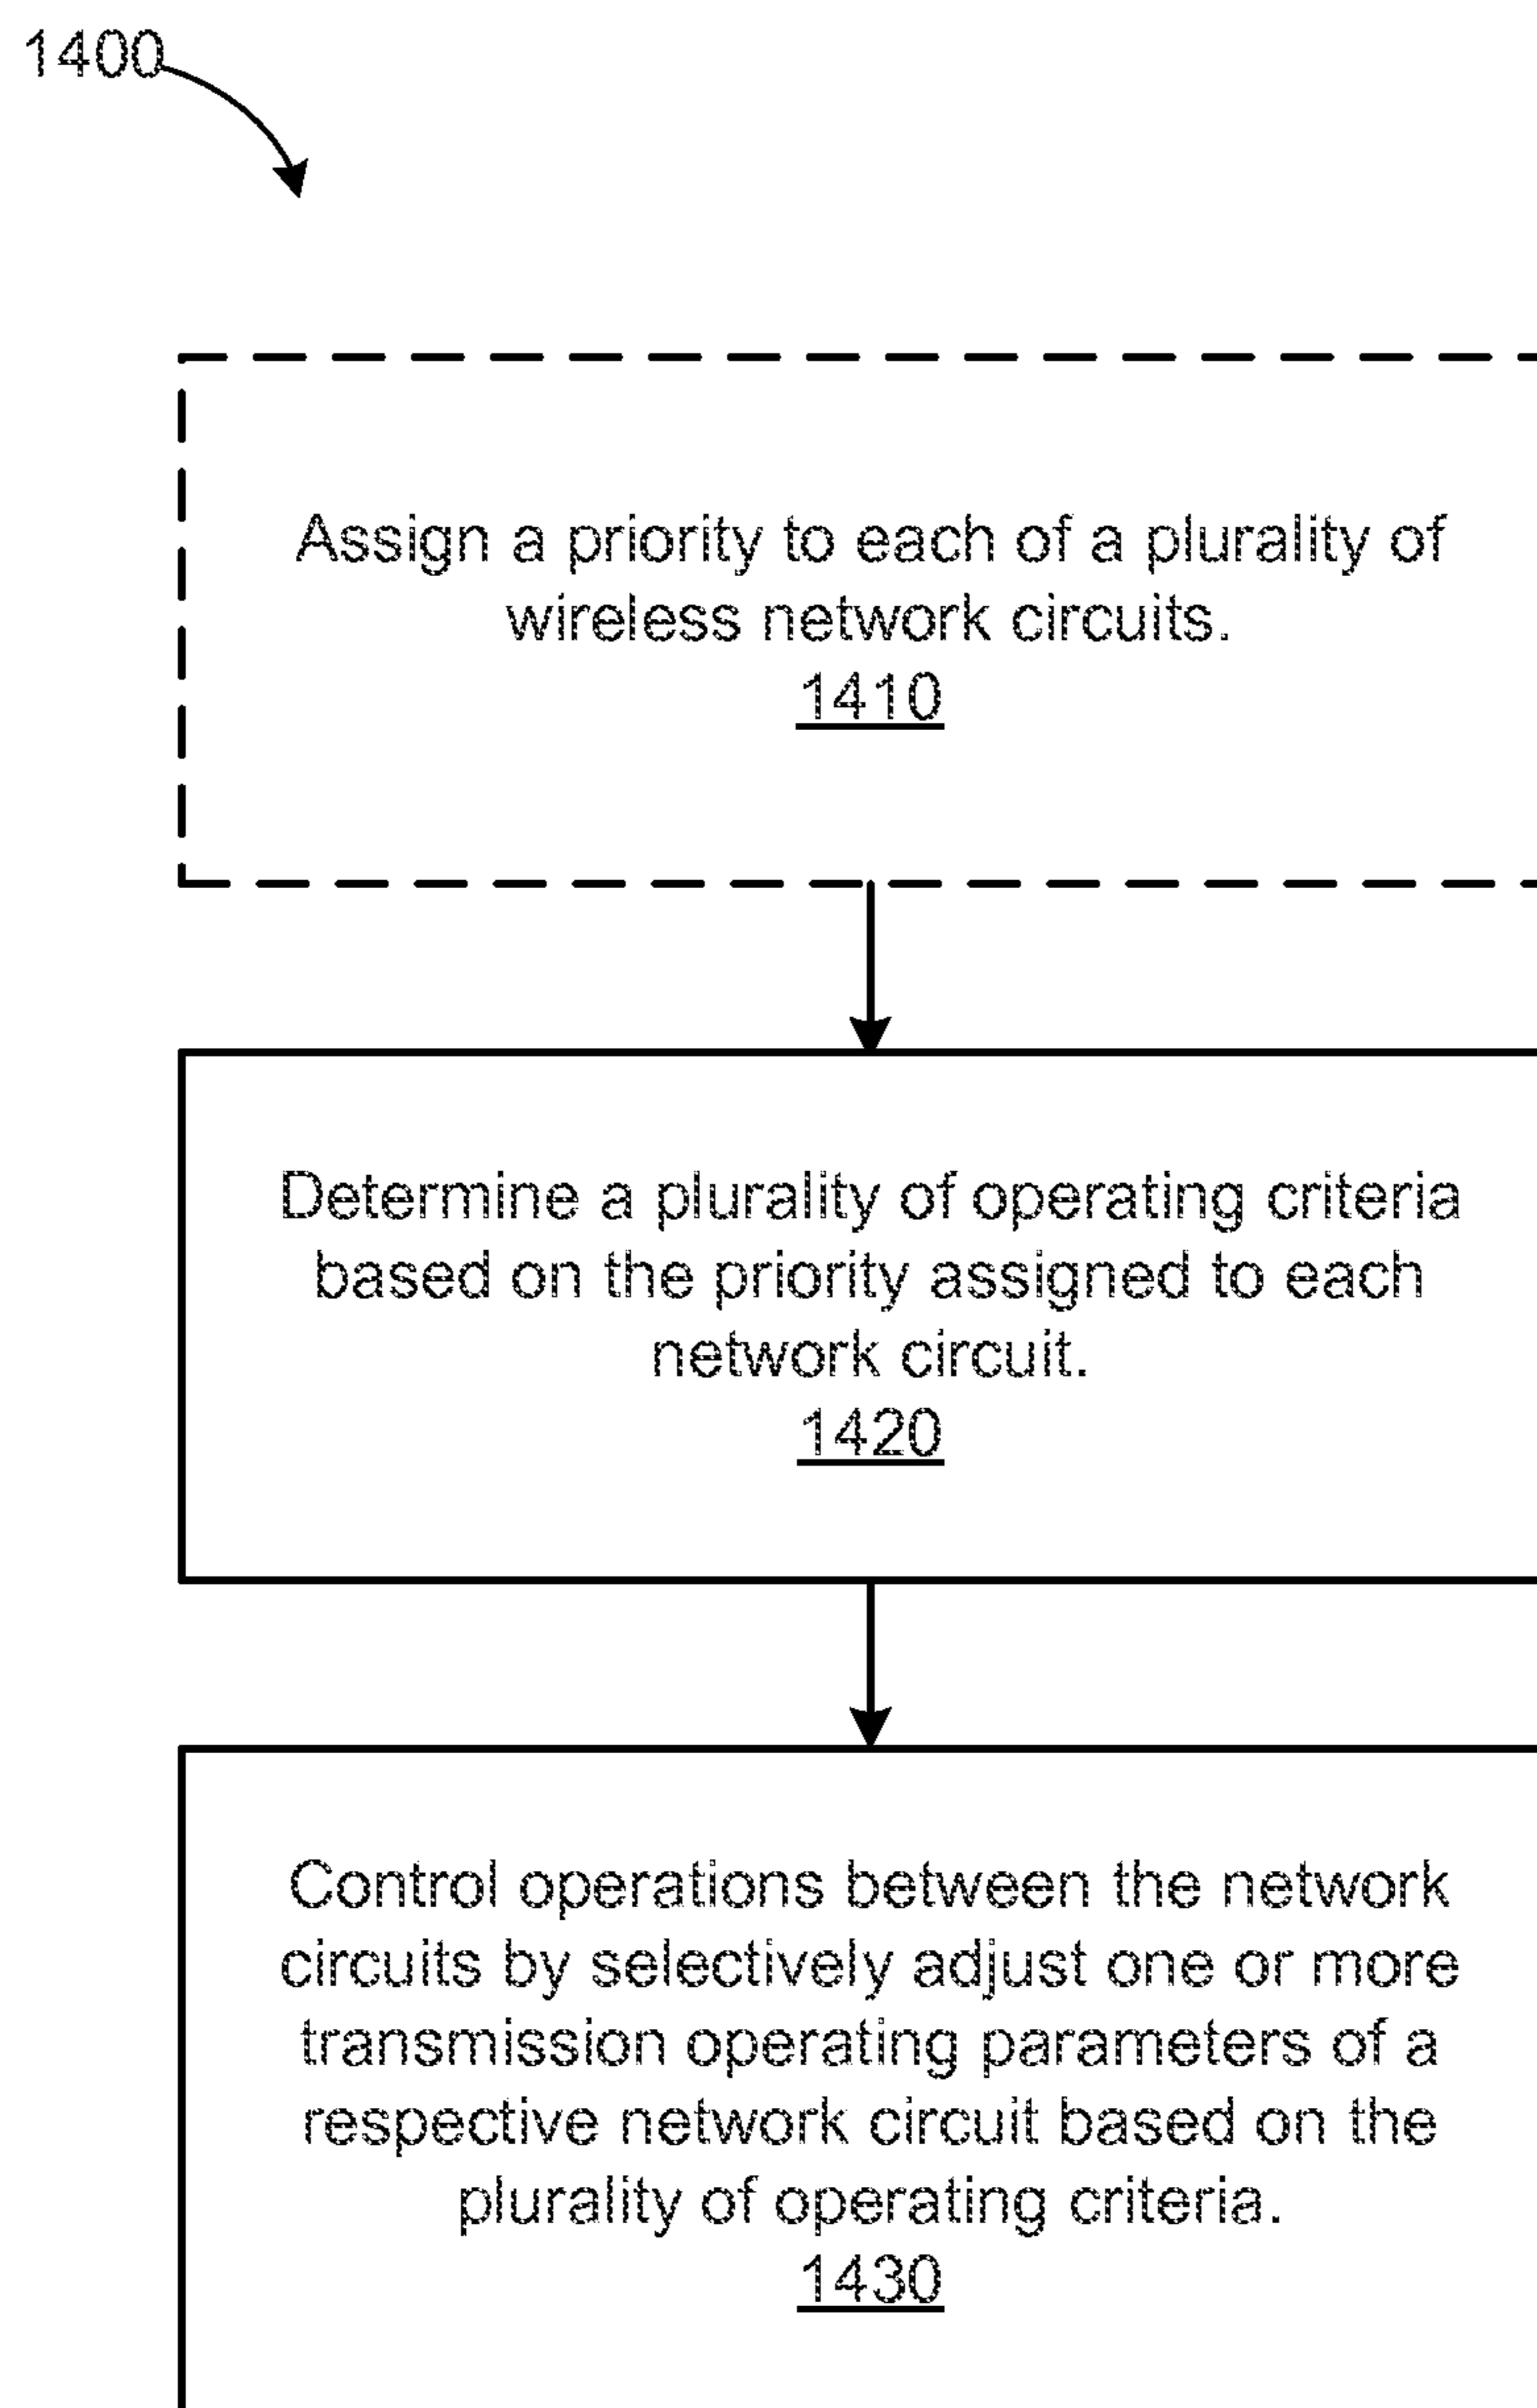 1400
Assign a priority to each of a plurality of
wireless network circuits.
1410
Determine a plurality of operating criteria
based on the priority assigned to each
network circuit.
1420
Control operations between the network
circuits by selectively adjust one or more
transmission operating parameters of a
respective network circuit based on the
plurality of operating criteria.
1430